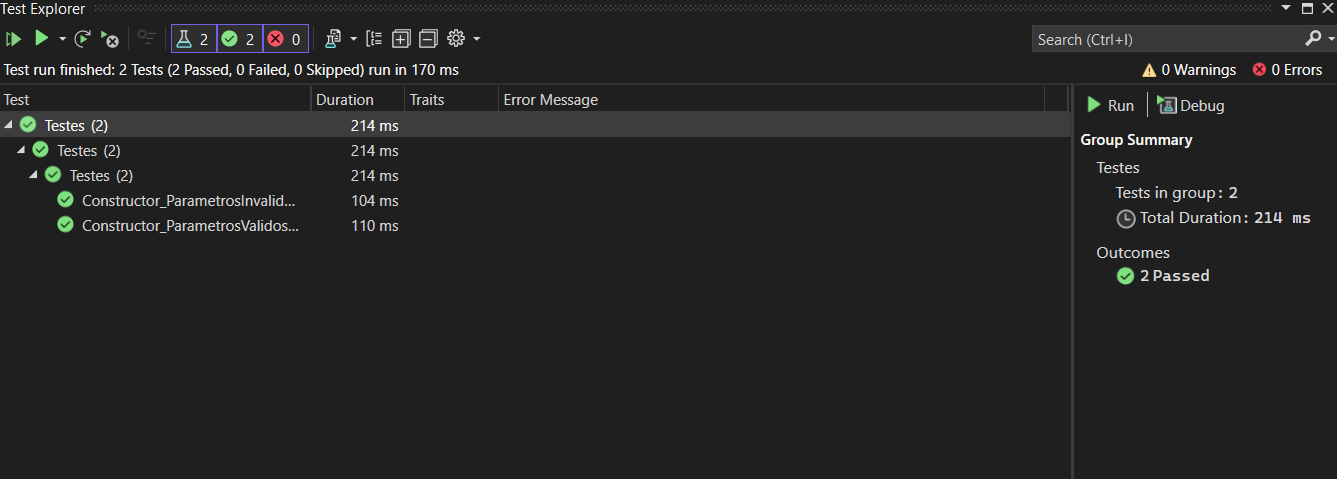 Test Explorer
2 2 0
Search (Ctrl+I)
Test run finished: 2 Tests (2 Passed, 0 Failed, 0 Skipped) run in 170 ms
0 Warnings 0 Errors
Test Duration Traits Error Message
Testes (2) 214 ms
Testes (2) 214 ms
Testes (2) 214 ms
Constructor_ParametrosInvalid... 104 ms
Constructor_ParametrosValidos... 110 ms
Run Debug
Group Summary
Testes
Tests in group: 2
Total Duration: 214 ms
Outcomes
2 Passed